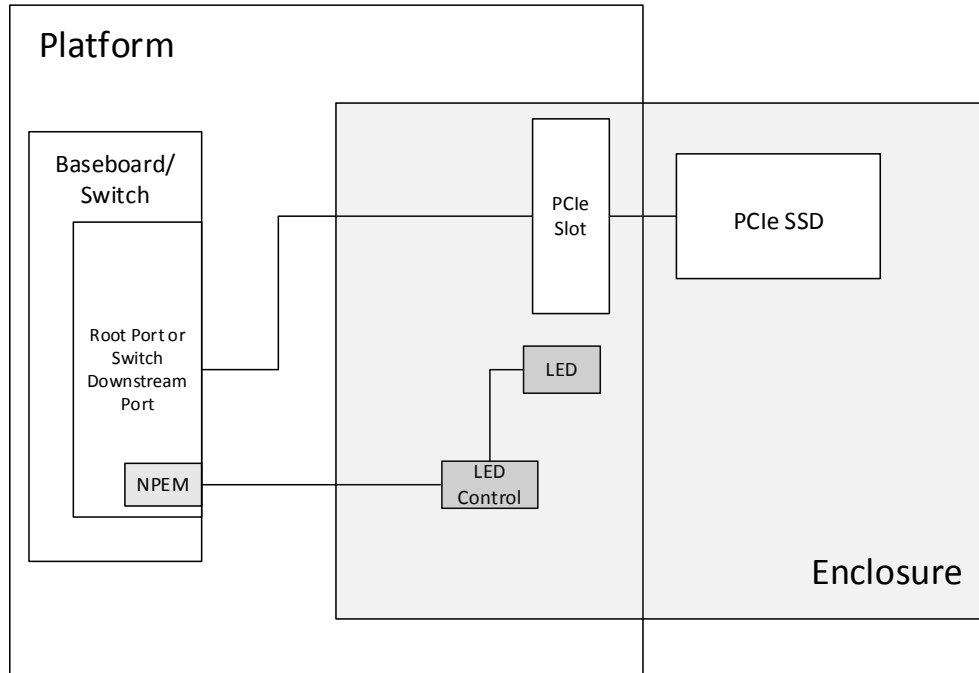 Platform
Baseboard/
Switch
PCIe
Slot
PCIe SSD
Root Port or
Switch
Downstream
Port
LED
NPEM
LED
Control
Enclosure